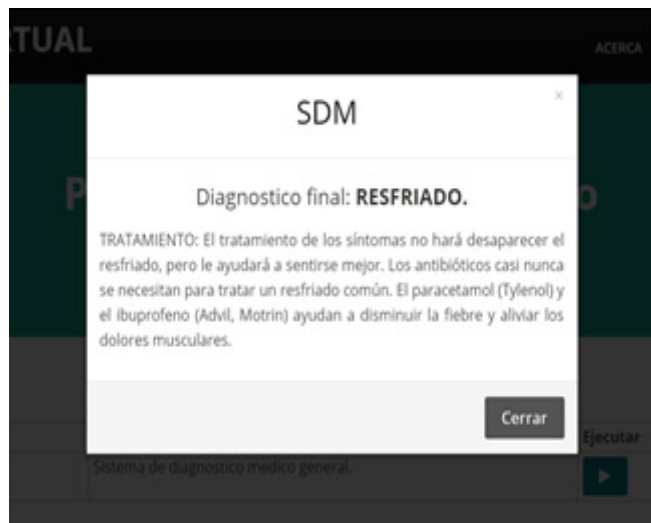 TUAL
ACERCA
×
SDM
P
O
Diagnostico final: RESFRIADO.
TRATAMIENTO: El tratamiento de los síntomas no hará desaparecer el
resfriado, pero le ayudará a sentirse mejor. Los antibióticos casi nunca
se necesitan para tratar un resfriado común. El paracetamol (Tylenol) y
el ibuprofeno (Advil, Motrin) ayudan a disminuir la fiebre y aliviar los
dolores musculares.
Cerrar
Ejecutar
Sistema de diagnostico medico general.